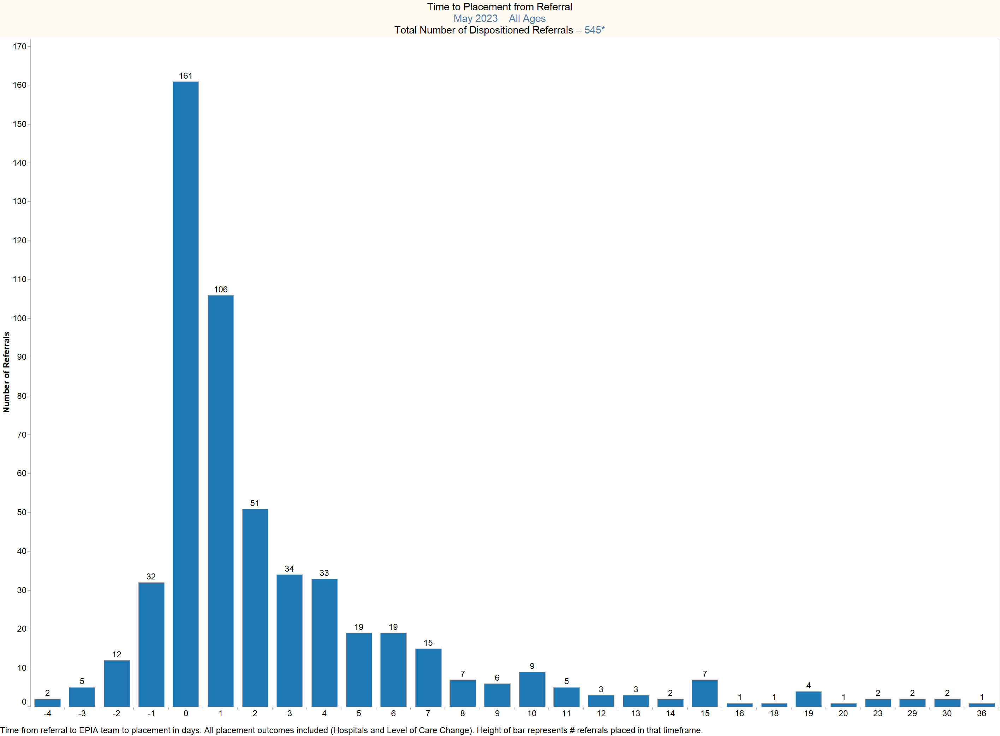 Time to Placement from Referral
May 2023 All Ages
Total Number of Dispositioned Referrals – 545*
Number of Referrals
170
160
150
140
130
120
110
100
90
80
70
60
50
40
30
20
10
0
2 5 12 32 161 106 51 34 33 19 19 15 7 6 9 5 3 3 2 7 1 1 4 1 2 2 2 1
-4 -3 -2 -1 0 1 2 3 4 5 6 7 8 9 10 11 12 13 14 15 16 18 19 20 23 29 30 36
Time from referral to EPIA team to placement in days. All placement outcomes included (Hospitals and Level of Care Change). Height of bar represents # referrals placed in that timeframe.